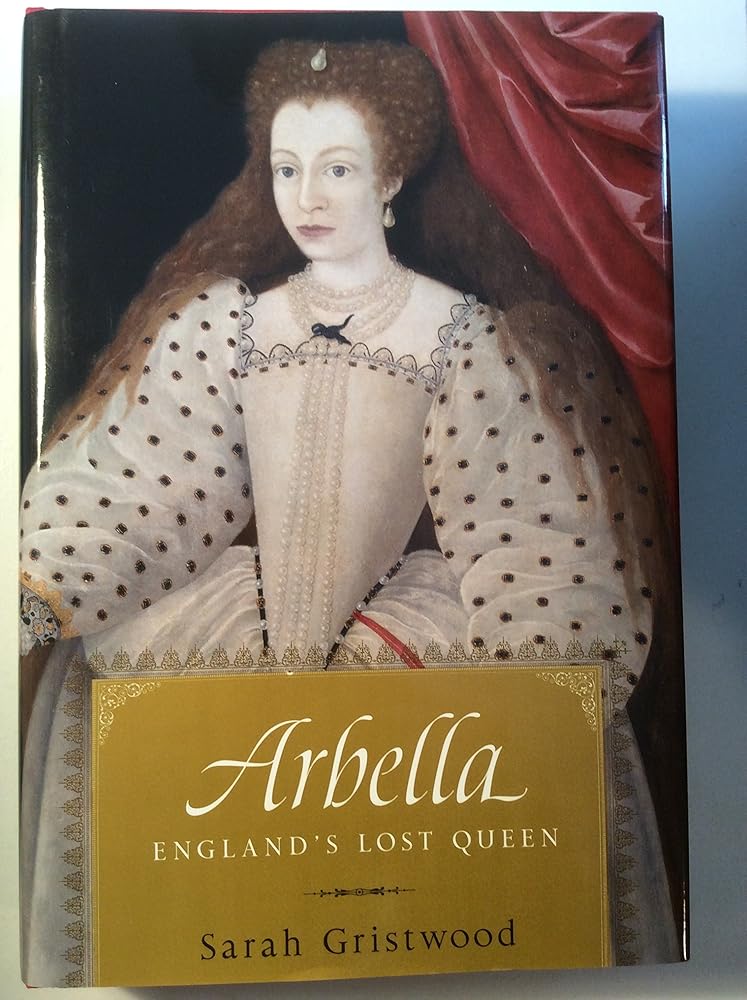 Arbella
ENGLAND'S LOST QUEEN
Sarah Gristwood